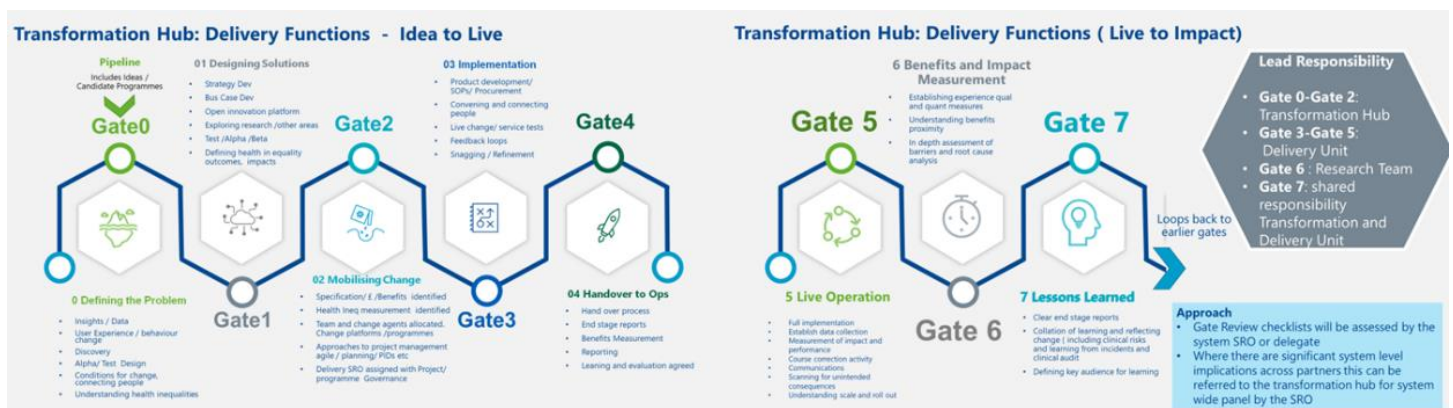 Transformation Hub: Delivery Functions - Idea to Live
Pipeline
Includes Ideas /
Candidate Programmes
Gate0
01 Designing Solutions
• Strategy Dev
• Bus Case Dev
• Open innovation platform
• Exploring research /other areas
• Test /Alpha /Beta
• Defining health in equality
outcomes, impacts
Gate2
03 Implementation
• Product development/
SOPs/ Procurement
• Convening and connecting
people
• Live change/ service tests
• Feedback loops
• Snagging / Refinement
Gate4
0 Defining the Problem
• Insights / Data
• User Experience / behaviour
change
• Discovery
• Alpha/ Test Design
• Conditions for change,
connecting people
• Understanding health inequalities
Gate1
02 Mobilising Change
• Specification/ £ /Benefits identified
• Health Ineq measurement identified
• Team and change agents allocated.
Change platforms /programmes
• Approaches to project management
agile / planning/ PIDs etc
• Delivery SRO assigned with Project/
programme Governance
Gate3
04 Handover to Ops
• Hand over process
• End stage reports
• Benefits Measurement
• Reporting
• Leaning and evaluation agreed
Transformation Hub: Delivery Functions ( Live to Impact)
Gate 5
6 Benefits and Impact
Measurement
• Establishing experience qual
and quant measures
• Understanding benefits
proximity
• In depth assessment of
barriers and root cause
analysis
Gate 7
5 Live Operation
• Full implementation
• Establish data collection
• Measurement of impact and
performance
• Course correction activity
• Communications
• Scanning for unintended
consequences
• Understanding scale and roll out
Gate 6
7 Lessons Learned
• Clear end stage reports
• Collation of learning and reflecting
change ( including clinical risks
and learning from incidents and
clinical audit
• Defining key audience for learning
Loops back to
earlier gates
Lead Responsibility
• Gate 0-Gate 2:
Transformation Hub
• Gate 3-Gate 5:
Delivery Unit
• Gate 6 : Research Team
• Gate 7: shared
responsibility
Transformation and
Delivery Unit
Approach
• Gate Review checklists will be assessed by the
system SRO or delegate
• Where there are significant system level
implications across partners this can be
referred to the transformation hub for system
wide panel by the SRO